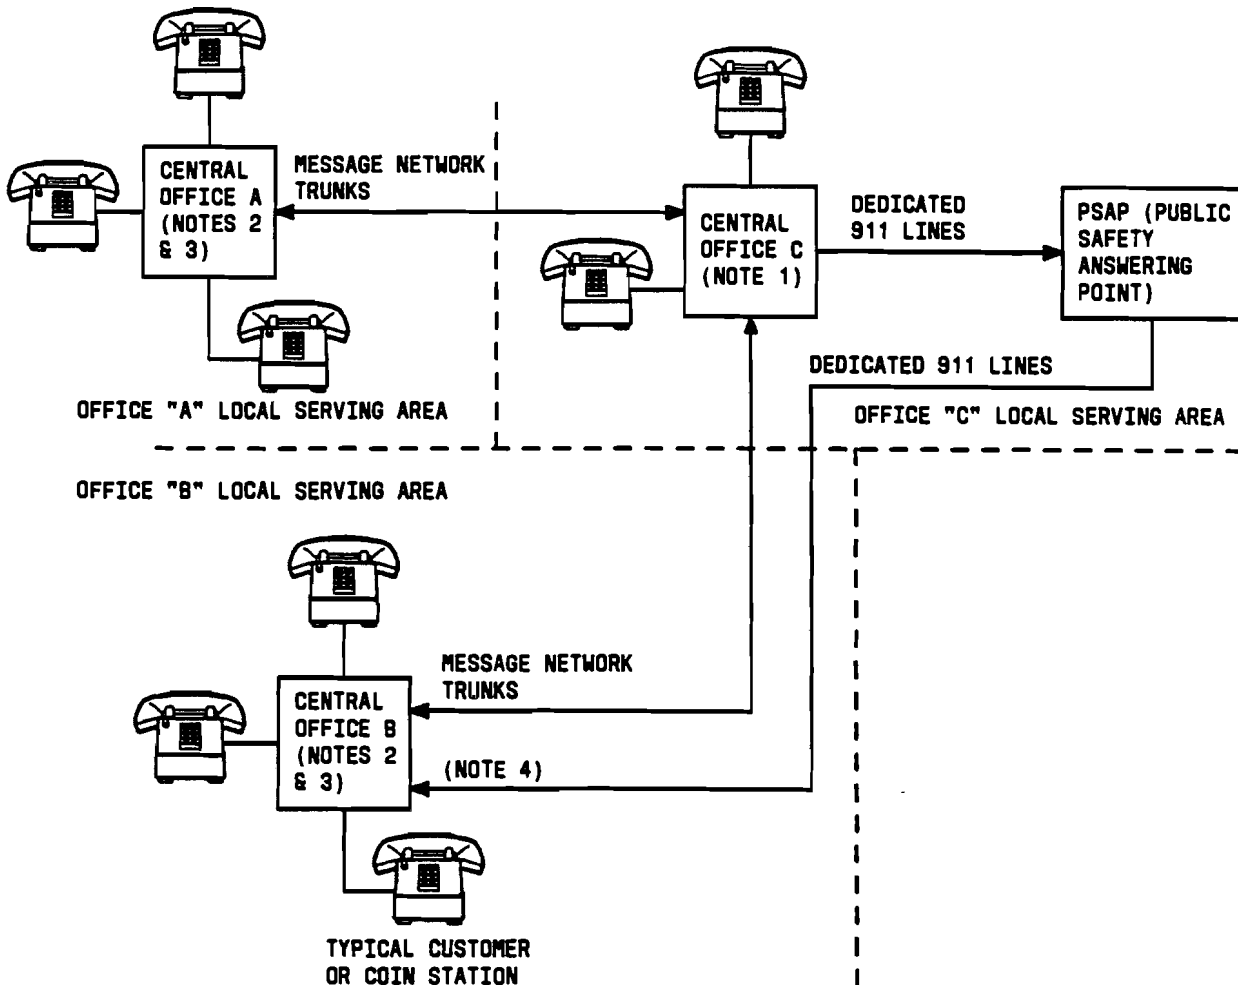 CENTRAL
OFFICE A
(NOTES 2
& 3)
MESSAGE NETWORK
TRUNKS
CENTRAL
OFFICE C
(NOTE 1)
DEDICATED
911 LINES
PSAP (PUBLIC
SAFETY
ANSWERING
POINT)
DEDICATED 911 LINES
OFFICE "A" LOCAL SERVING AREA
OFFICE "C" LOCAL SERVING AREA
OFFICE "B" LOCAL SERVING AREA
CENTRAL
OFFICE B
(NOTES 2
& 3)
MESSAGE NETWORK
TRUNKS
(NOTE 4)
TYPICAL CUSTOMER
OR COIN STATION